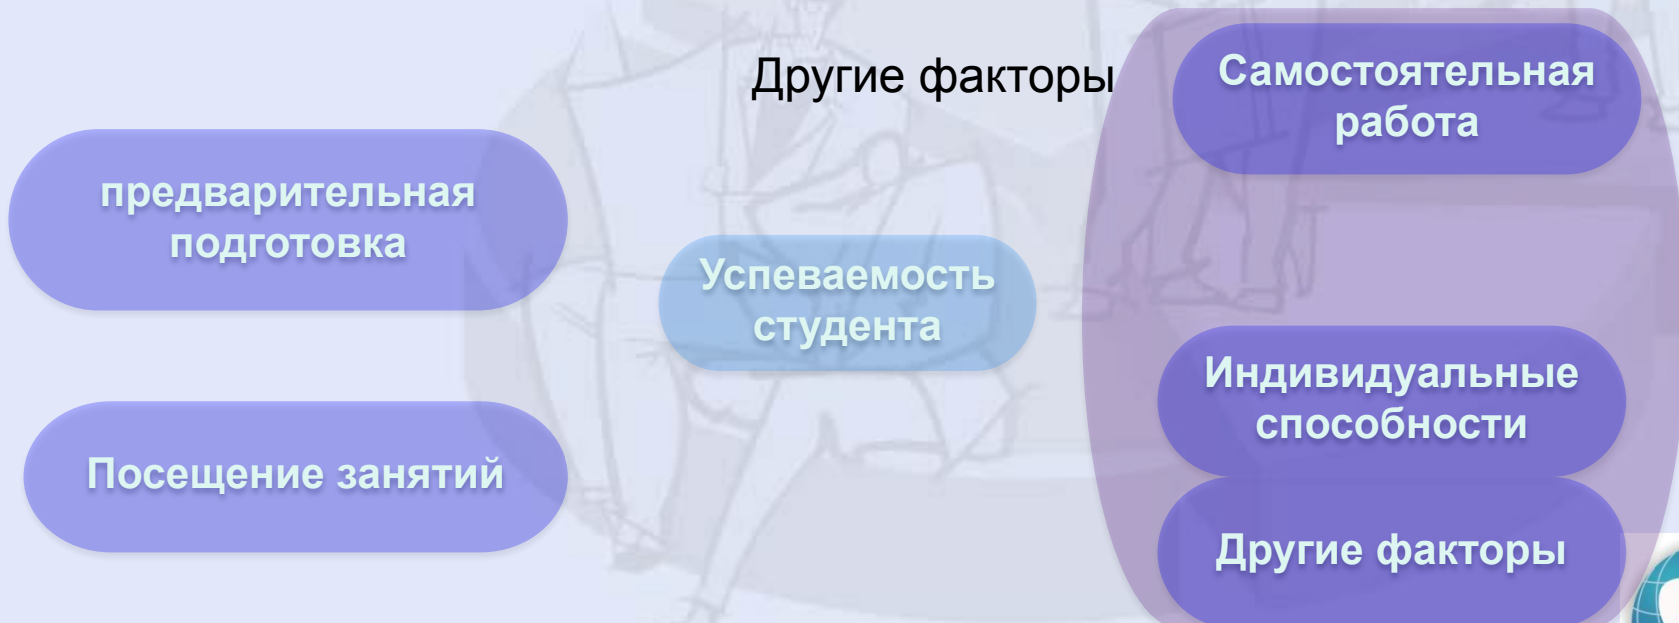 Другие факторы
предварительная
подготовка
Посещение занятий
Успеваемость
студента
Самостоятельная
работа
Индивидуальные
способности
Другие факторы